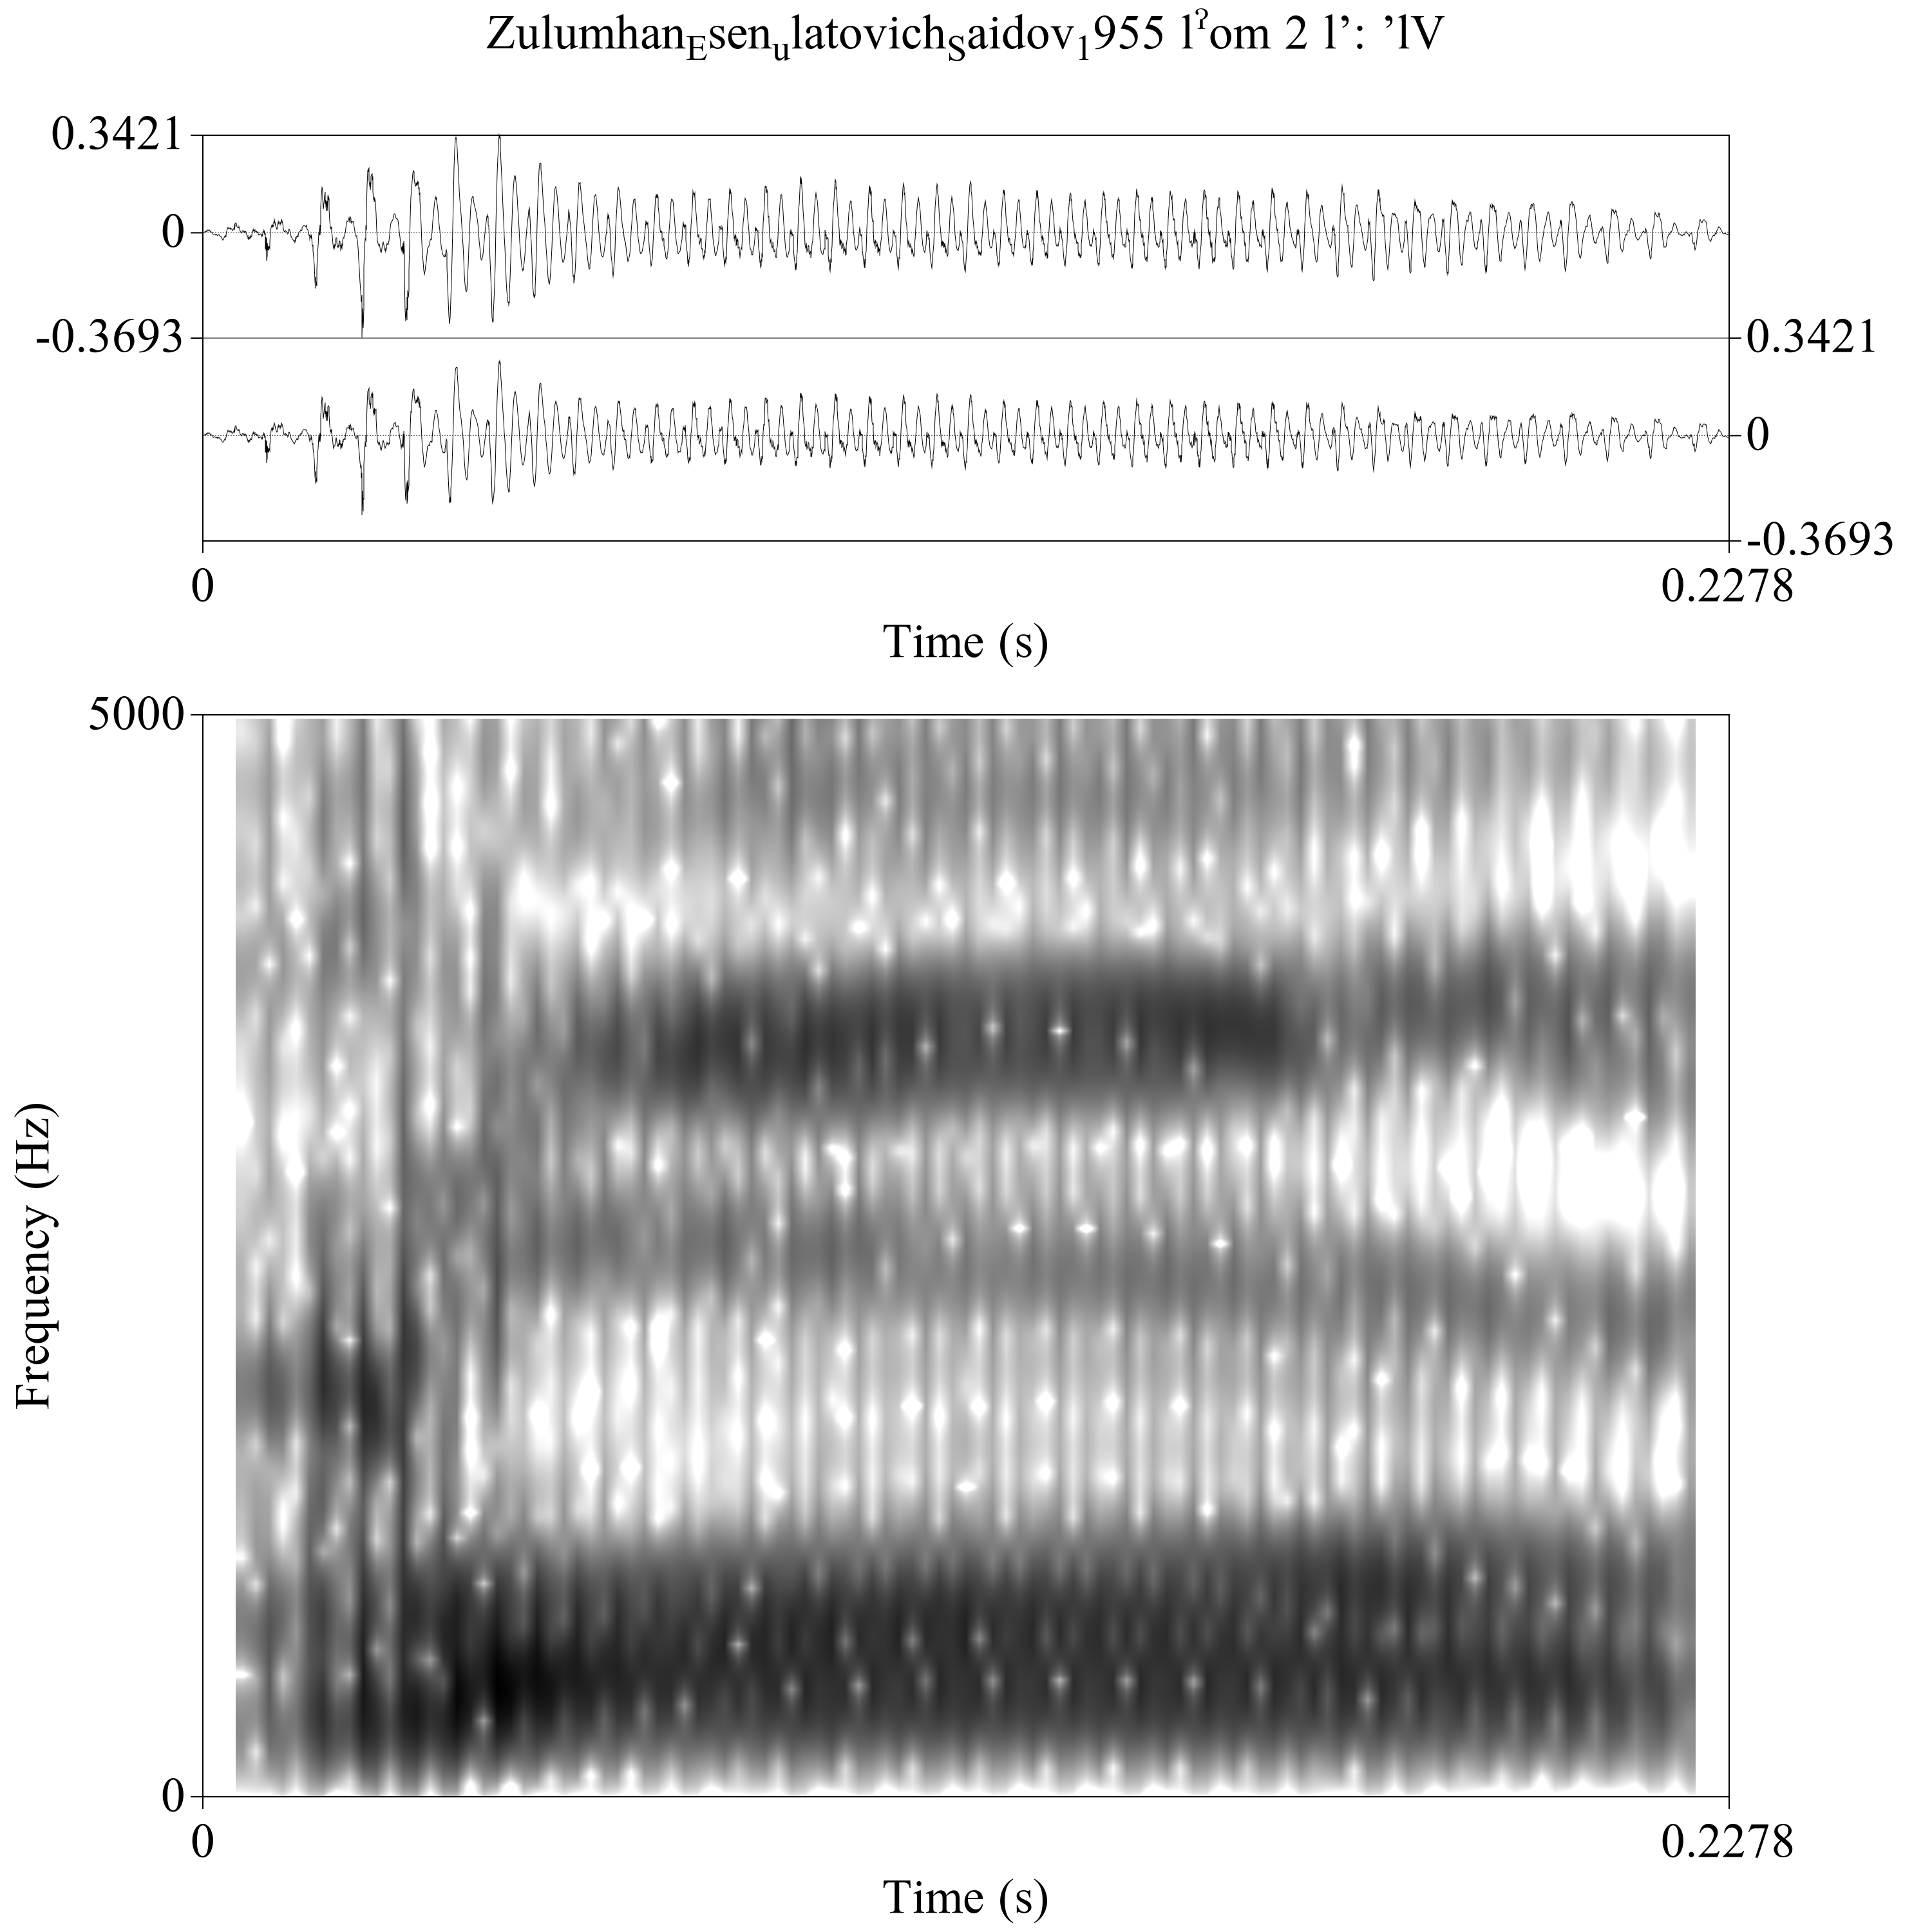 Zulumhan_Esen_ulatovich_Saidov_1955 lˀom 2 l’: ’lV
0.3421
0
-0.3693
0.3421
0
-0.3693
0 0.2278
Time (s)
5000
Frequency (Hz)
0
0 0.2278
Time (s)